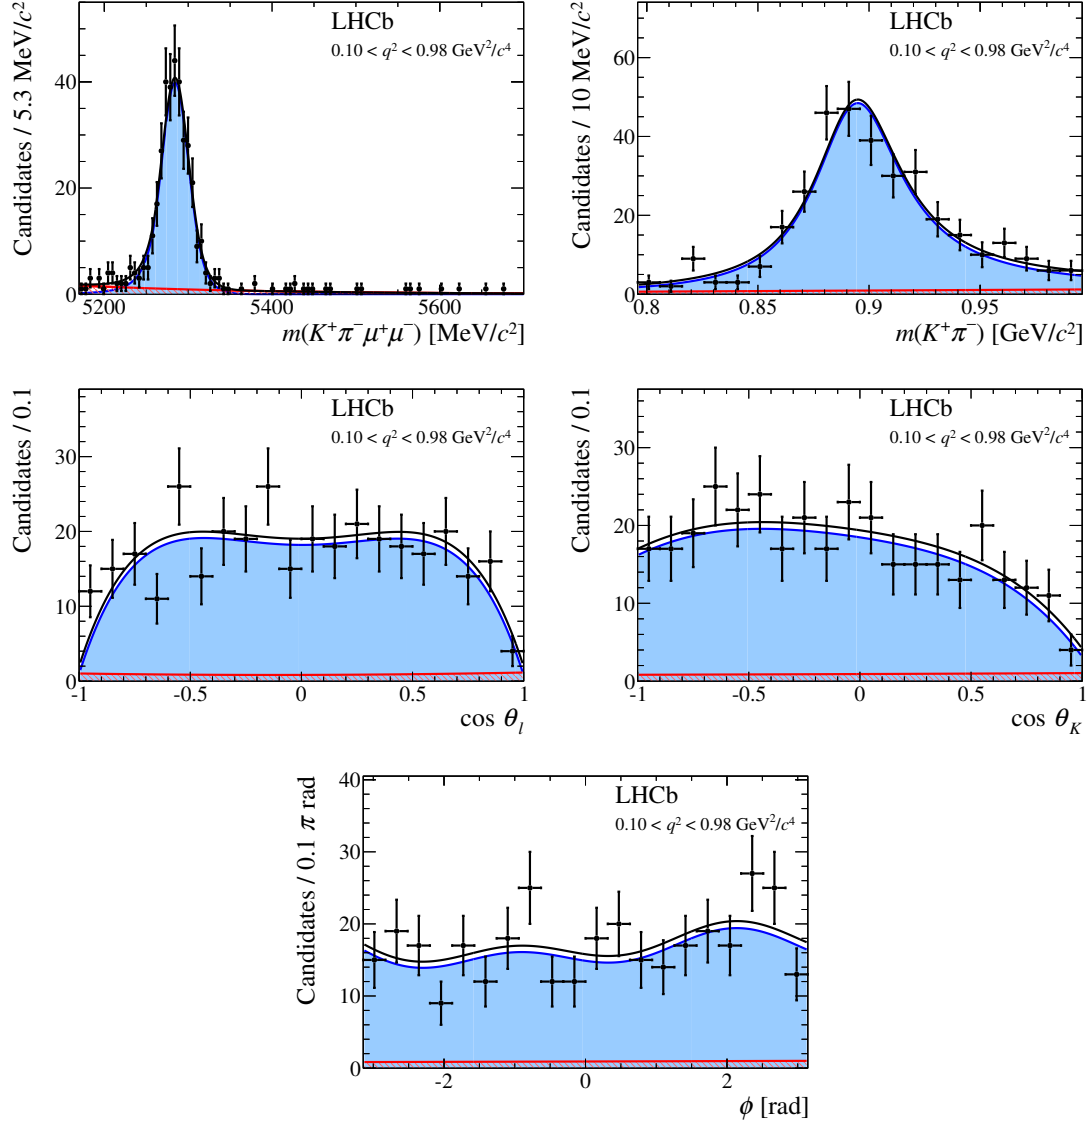 LHCb
0.10 < q² < 0.98 GeV²/c⁴
Candidates / 5.3 MeV/c²
40
20
0
5200 5400 5600
m(K⁺π⁻μ⁺μ⁻) [MeV/c²]
LHCb
0.10 < q² < 0.98 GeV²/c⁴
Candidates / 10 MeV/c²
60
40
20
0
0.8 0.85 0.9 0.95
m(K⁺π⁻) [GeV/c²]
LHCb
0.10 < q² < 0.98 GeV²/c⁴
Candidates / 0.1
30
20
10
0
-1 -0.5 0 0.5 1
cos θ_l
LHCb
0.10 < q² < 0.98 GeV²/c⁴
Candidates / 0.1
30
20
10
0
-1 -0.5 0 0.5 1
cos θ_K
LHCb
0.10 < q² < 0.98 GeV²/c⁴
Candidates / 0.1 π rad
40
30
20
10
0
-2 0 2
ϕ [rad]